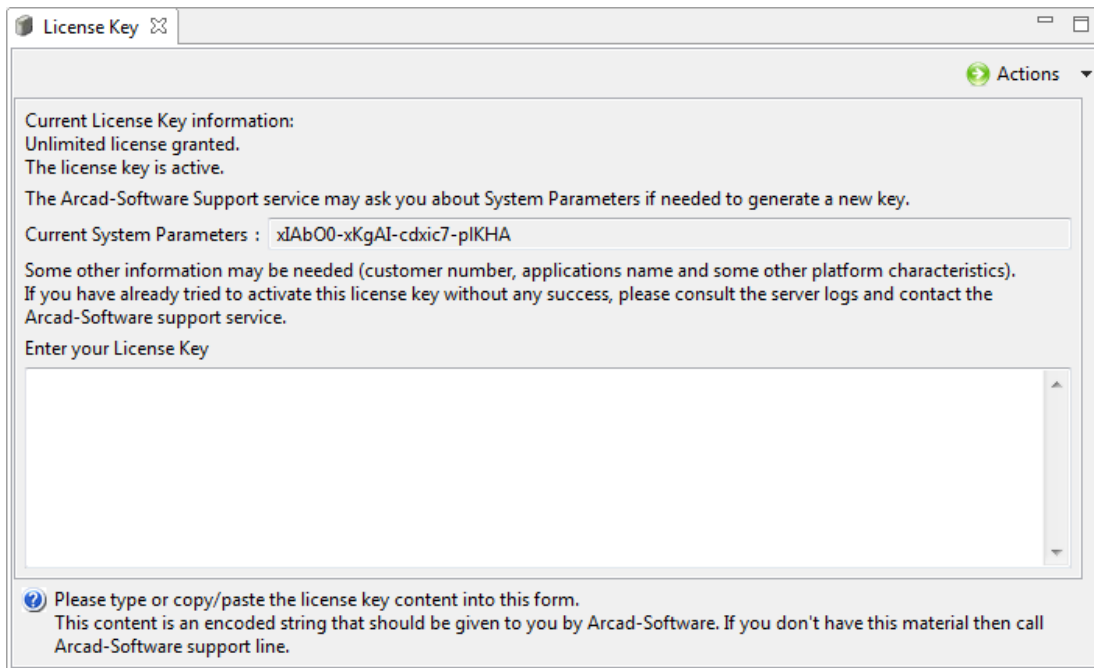 License Key
Actions
Current License Key information:
Unlimited license granted.
The license key is active.
The Arcad-Software Support service may ask you about System Parameters if needed to generate a new key.
Current System Parameters : xIAbO0-xKgAI-cdxic7-plKHA
Some other information may be needed (customer number, applications name and some other platform characteristics).
If you have already tried to activate this license key without any success, please consult the server logs and contact the
Arcad-Software support service.
Enter your License Key
Please type or copy/paste the license key content into this form.
This content is an encoded string that should be given to you by Arcad-Software. If you don't have this material then call
Arcad-Software support line.